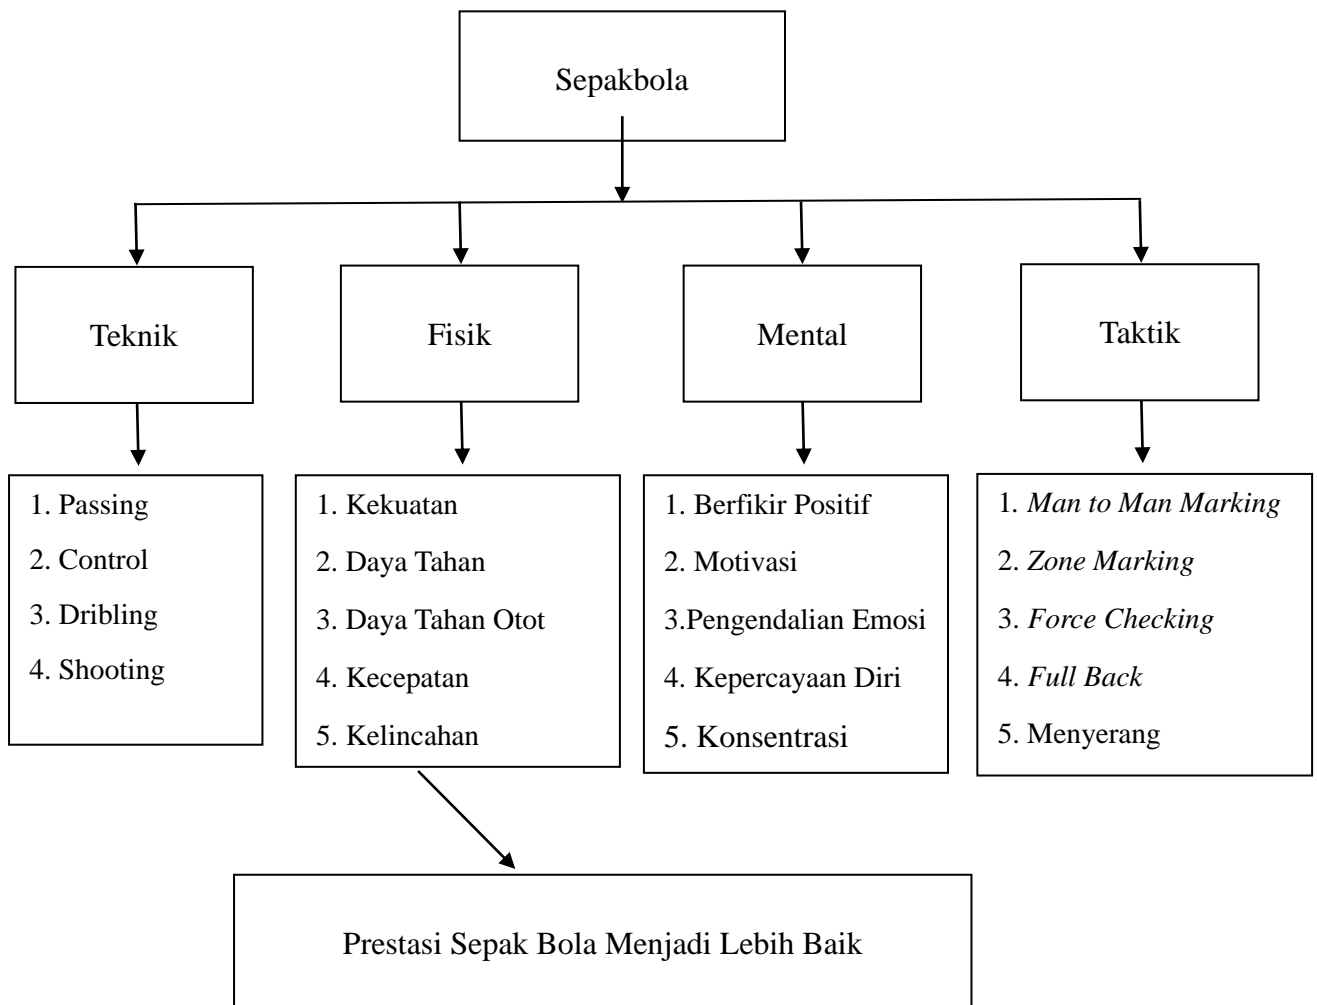 Sepakbola
Teknik
Fisik
Mental
Taktik
1. Passing
2. Control
3. Dribling
4. Shooting
1. Kekuatan
2. Daya Tahan
3. Daya Tahan Otot
4. Kecepatan
5. Kelincahan
1. Berfikir Positif
2. Motivasi
3.Pengendalian Emosi
4. Kepercayaan Diri
5. Konsentrasi
1. Man to Man Marking
2. Zone Marking
3. Force Checking
4. Full Back
5. Menyerang
Prestasi Sepak Bola Menjadi Lebih Baik